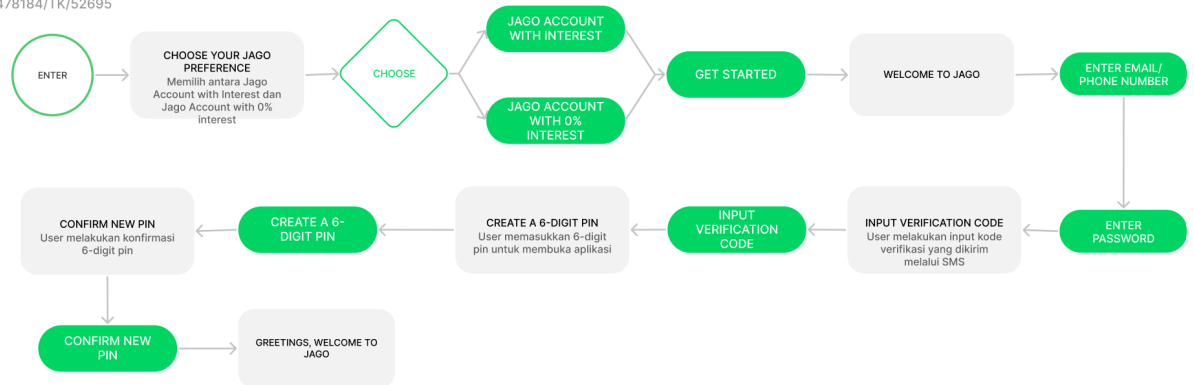 478184/TK/52695
ENTER
CHOOSE YOUR JAGO
PREFERENCE
Memilih antara Jago
Account with Interest dan
Jago Account with 0%
interest
CHOOSE
JAGO ACCOUNT
WITH INTEREST
JAGO ACCOUNT
WITH 0%
INTEREST
GET STARTED
WELCOME TO JAGO
ENTER EMAIL/
PHONE NUMBER
ENTER
PASSWORD
INPUT VERIFICATION CODE
User melakukan input kode
verifikasi yang dikirim
melalui SMS
INPUT
VERIFICATION
CODE
CREATE A 6-DIGIT PIN
User memasukkan 6-digit
pin untuk membuka aplikasi
CREATE A 6-
DIGIT PIN
CONFIRM NEW PIN
User melakukan konfirmasi
6-digit pin
CONFIRM NEW
PIN
GREETINGS, WELCOME TO
JAGO